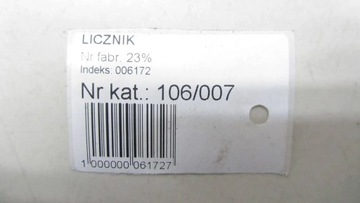 LICZNIK
Nr fabr. 23%
Indeks: 006172
Nr kat.: 106/007
1 000000 061727